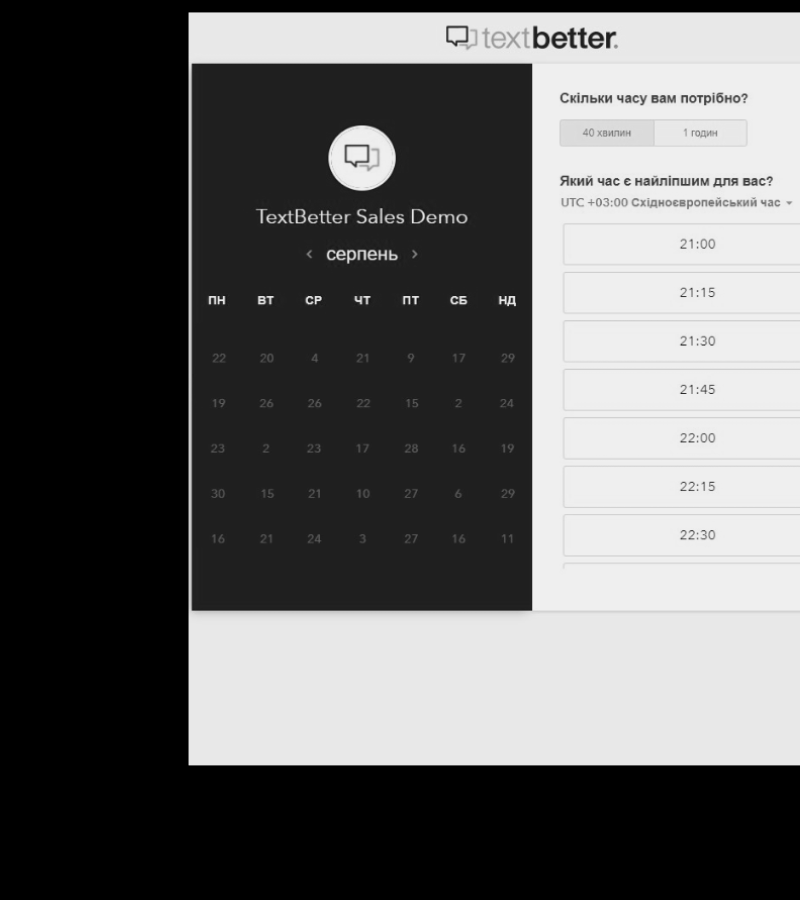 textbetter.
TextBetter Sales Demo
‹ серпень ›
ПН ВТ СР ЧТ ПТ СБ НД
22 20 4 21 9 17 29
19 26 26 22 15 2 24
23 2 23 17 28 16 19
30 15 21 10 27 6 29
16 21 24 3 27 16 11
Скільки часу вам потрібно?
40 хвилин 1 годин
Який час є найліпшим для вас?
UTC +03:00 Східноєвропейський час
21:00
21:15
21:30
21:45
22:00
22:15
22:30